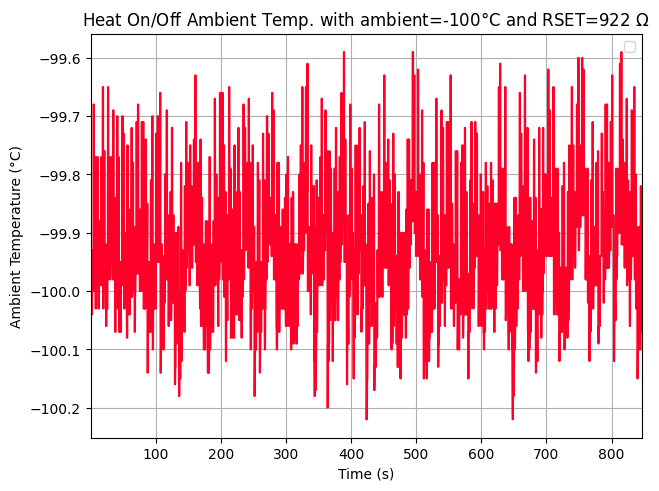 Heat On/Off Ambient Temp. with ambient=-100°C and RSET=922 Ω
−99.6
−99.7
−99.8
−99.9
−100.0
−100.1
−100.2
Ambient Temperature (°C)
100 200 300 400 500 600 700 800
Time (s)